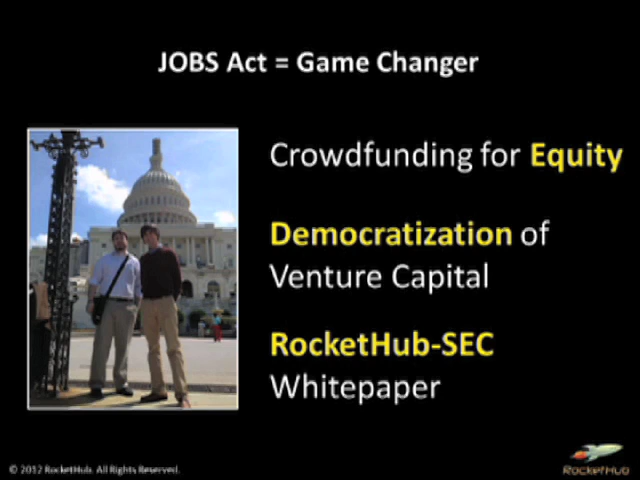 JOBS Act = Game Changer
Crowdfunding for Equity
Democratization of
Venture Capital
RocketHub-SEC
Whitepaper
© 2012 RocketHub. All Rights Reserved.
ROCKETHUB